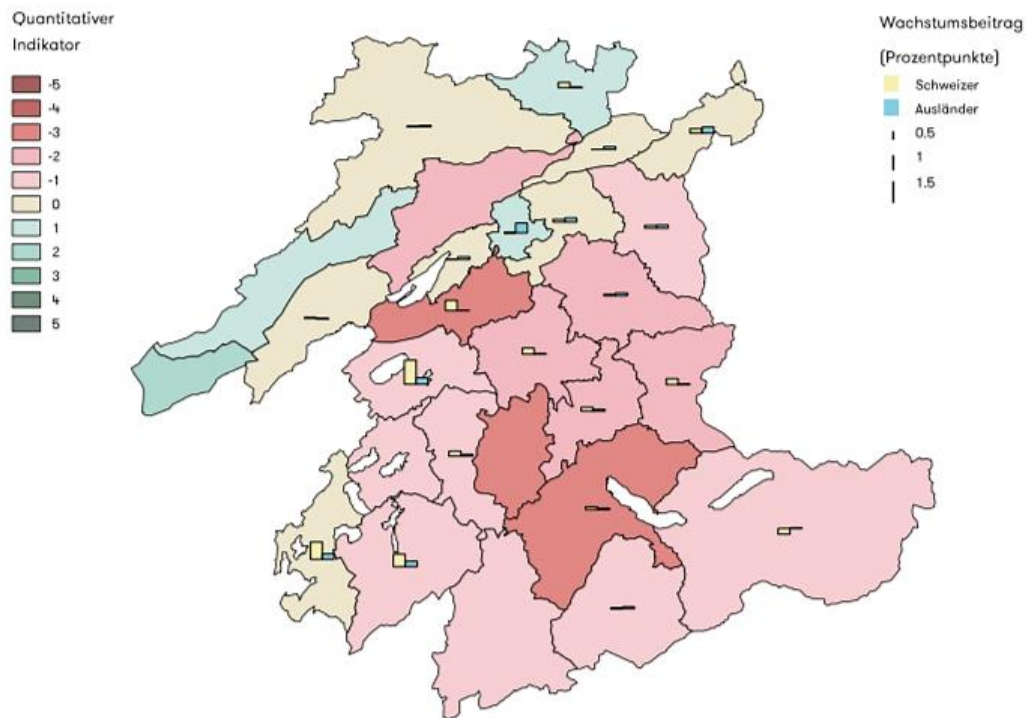 Quantitativer
Indikator
-5
-4
-3
-2
-1
0
1
2
3
4
5
Wachstumsbeitrag
(Prozentpunkte)
Schweizer
Ausländer
0.5
1
1.5